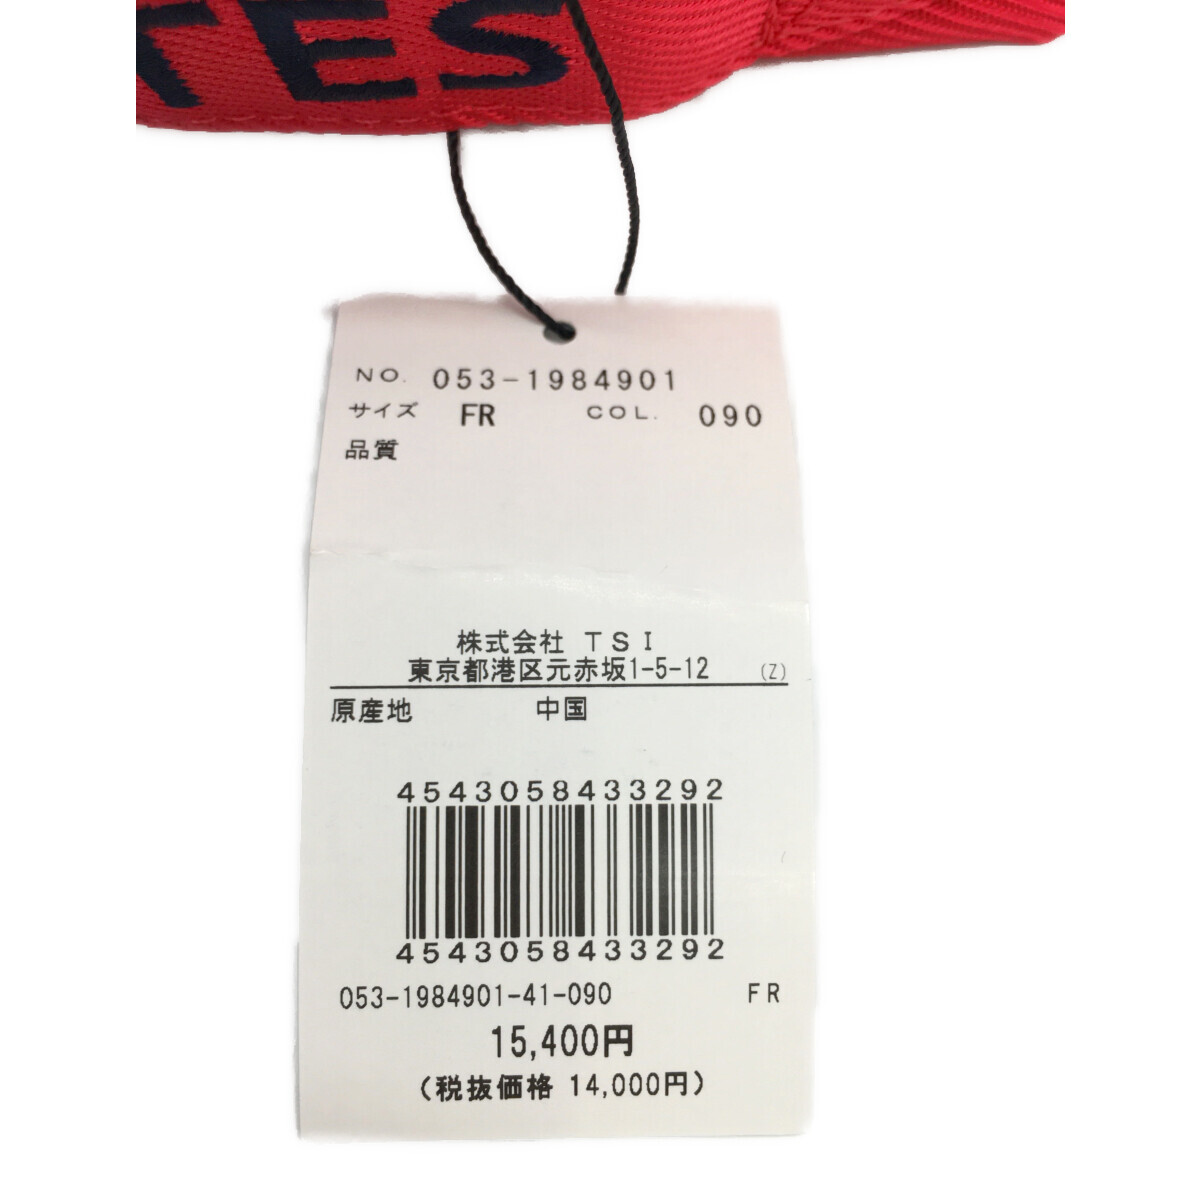 TES
NO. 053-1984901
サイズ FR COL. 090
品質
株式会社 TSI
東京都港区元赤坂1-5-12 (Z)
原産地 中国
4543058433292
4543058433292
053-1984901-41-090 FR
15,400円
(税抜価格 14,000円)